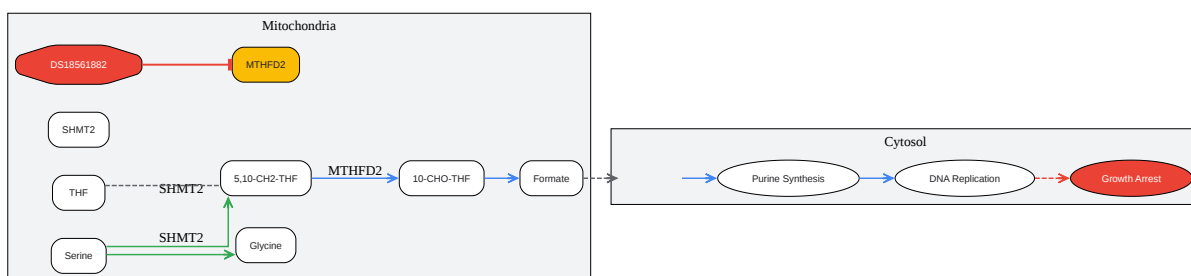 Mitochondria
DS18561882
MTHFD2
SHMT2
THF
SHMT2
5,10-CH2-THF
MTHFD2
10-CHO-THF
Formate
Serine
SHMT2
Glycine
Cytosol
Purine Synthesis
DNA Replication
Growth Arrest